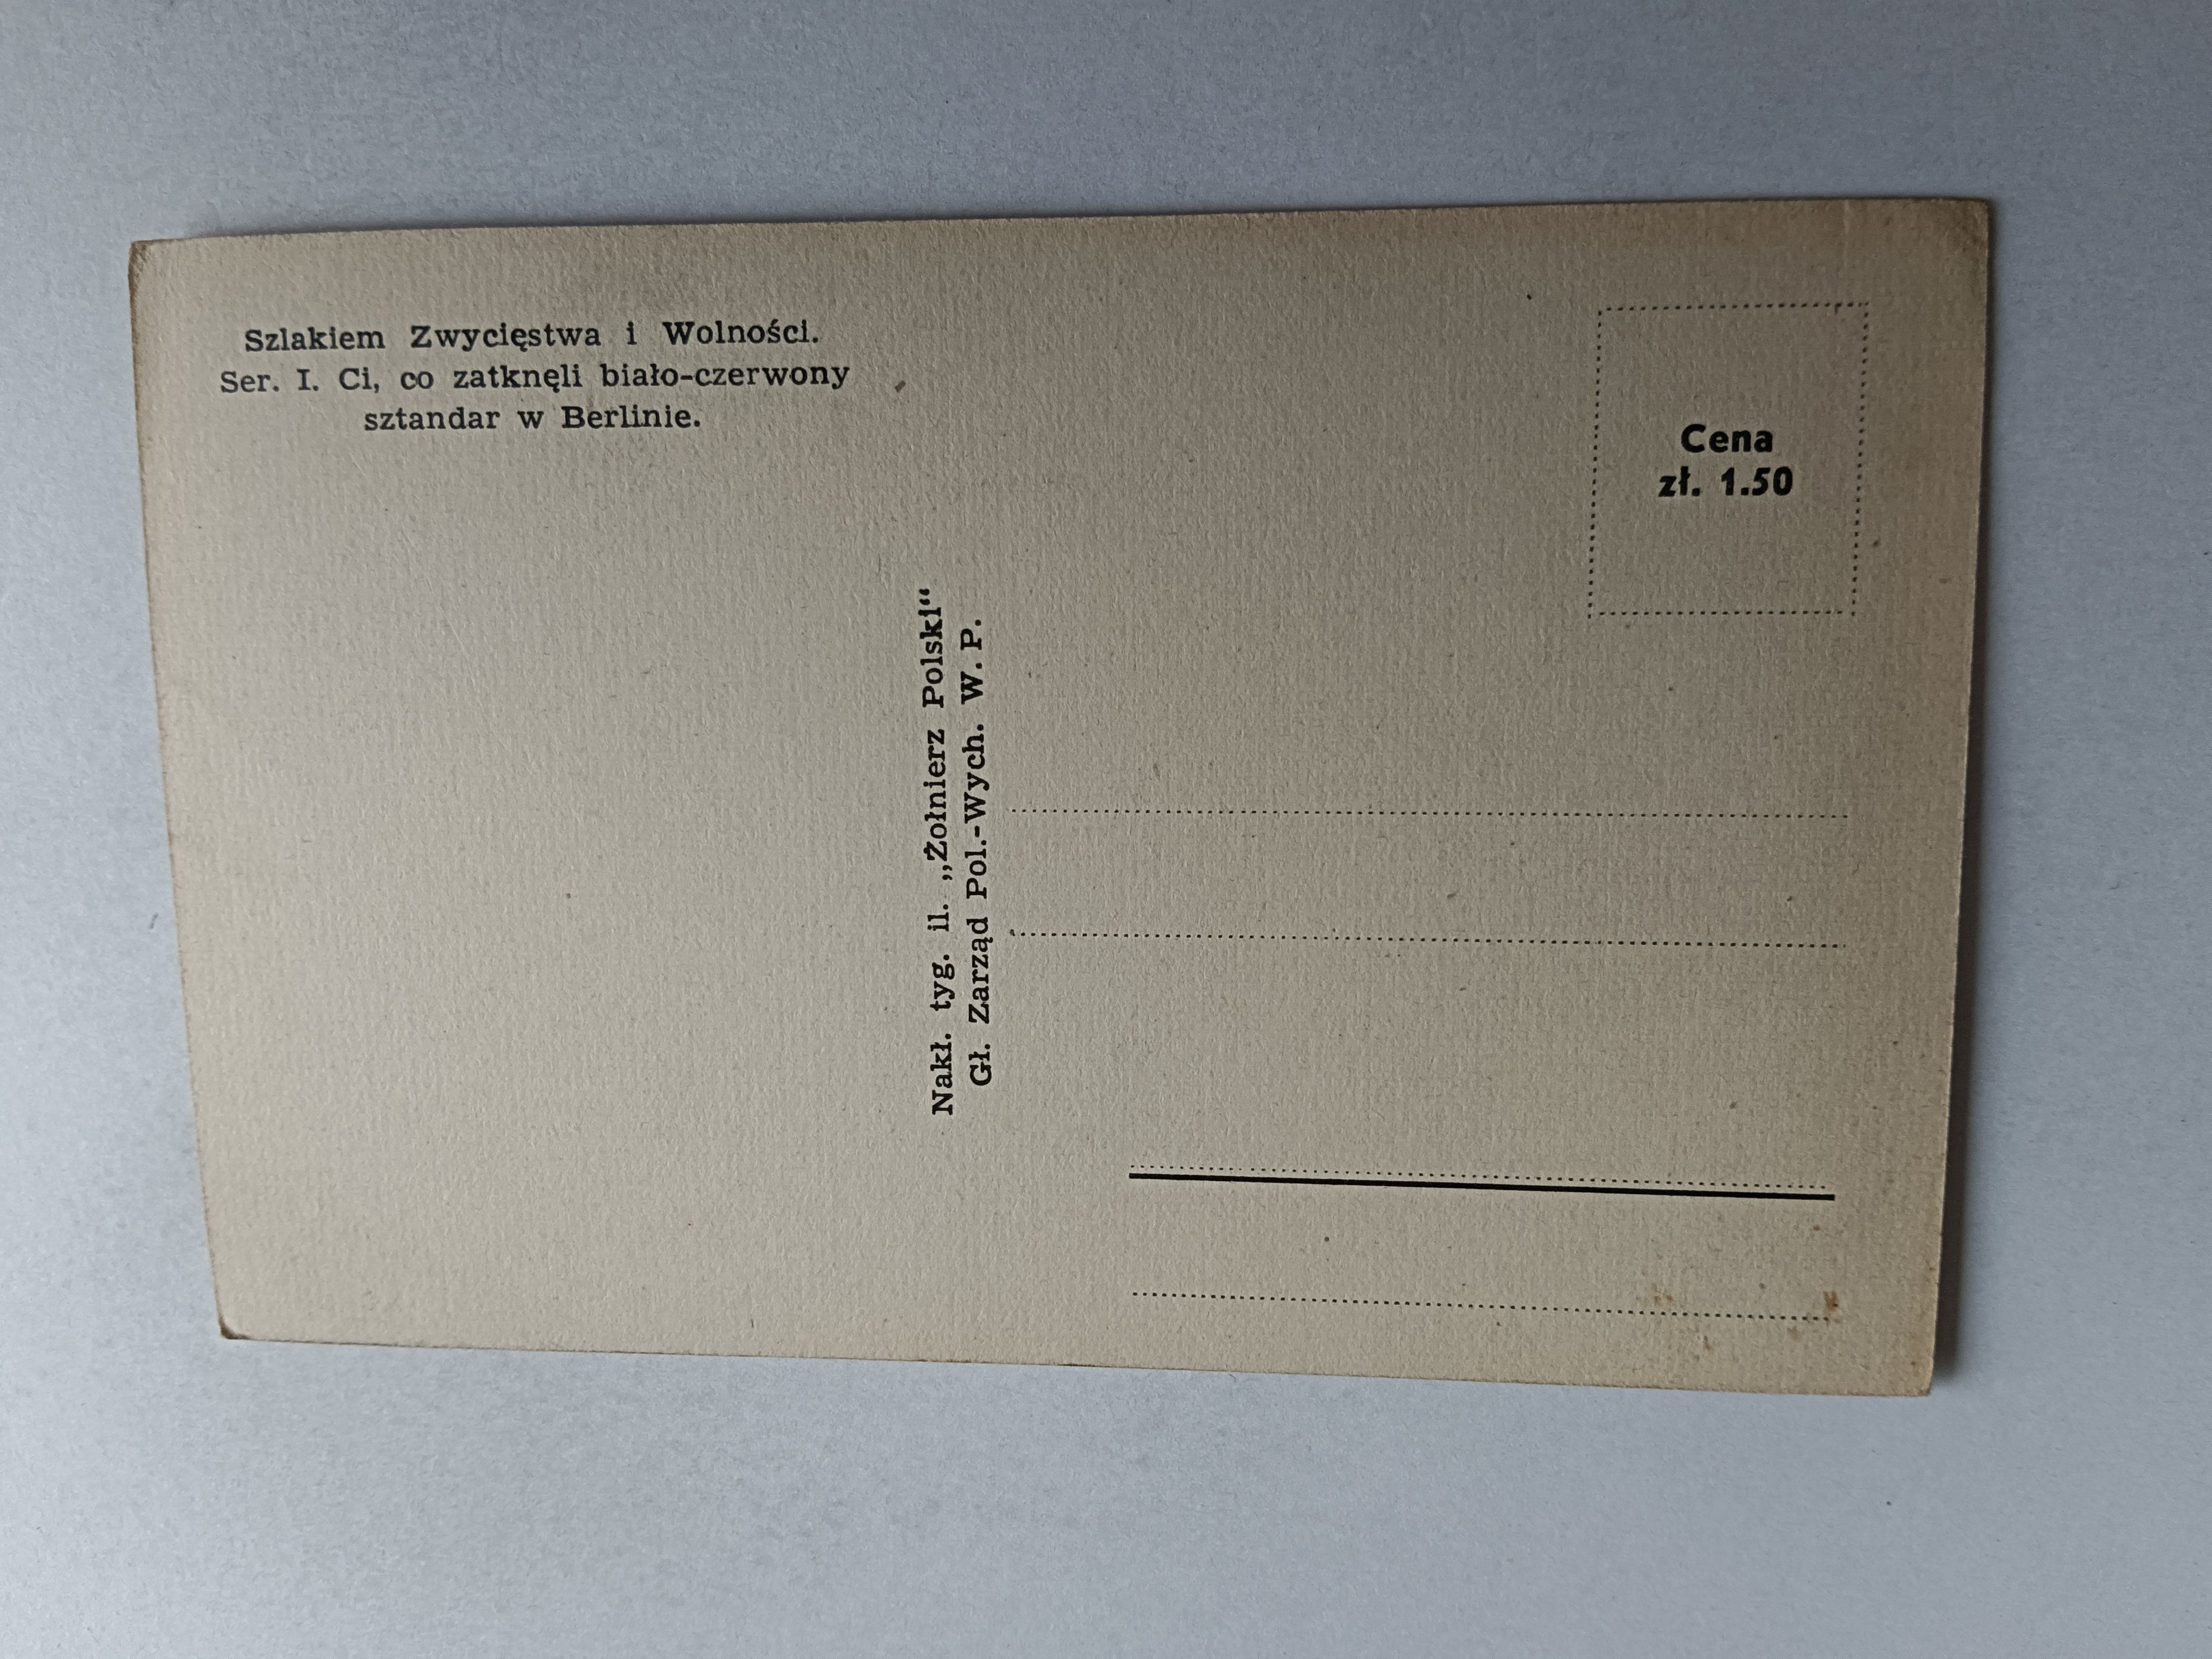 Szlakiem Zwycięstwa i Wolności.
Ser. I. Ci, co zatknęli biało-czerwony
sztandar w Berlinie.
Nakł. tyg. il. „Żołnierz Polski“
Gł. Zarząd Pol.-Wych. W. P.
Cena
zł. 1.50